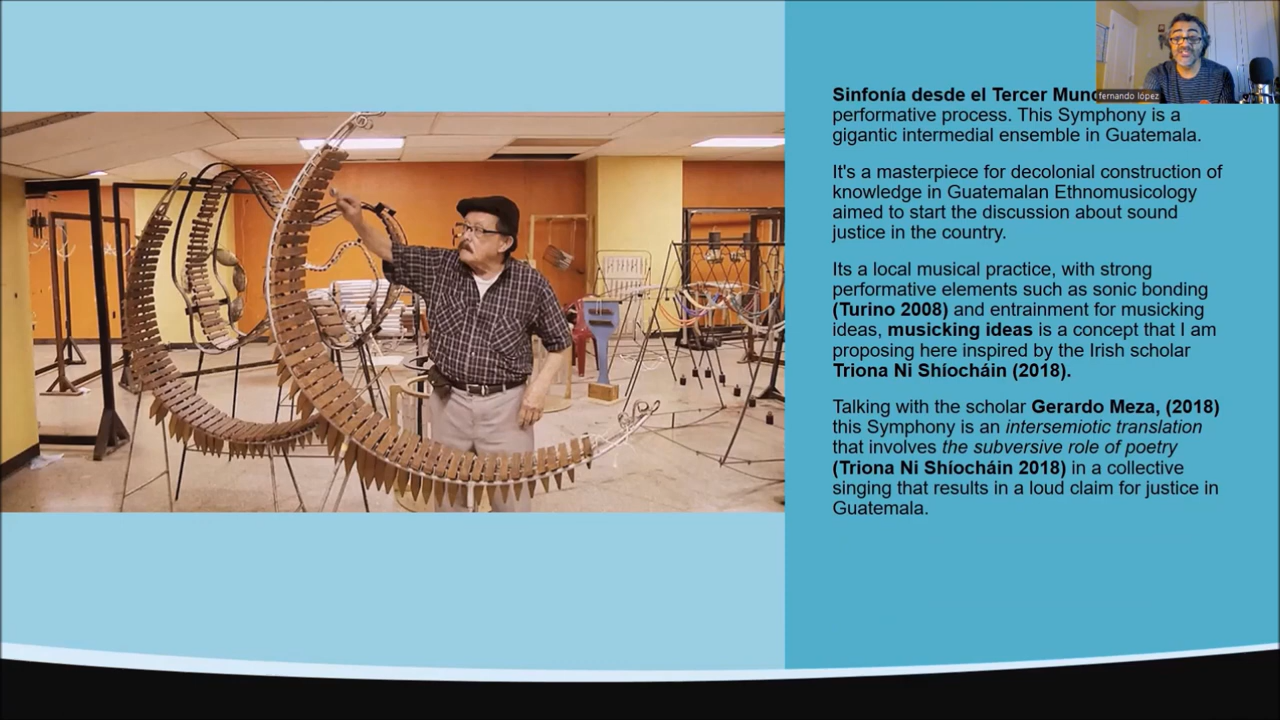 Sinfonía desde el Tercer
performative process. This Symphony is a
gigantic intermedial ensemble in Guatemala.
It's a masterpiece for decolonial construction of
knowledge in Guatemalan Ethnomusicology
aimed to start the discussion about sound
justice in the country.
Its a local musical practice, with strong
performative elements such as sonic bonding
(Turino 2008) and entrainment for musicking
ideas, musicking ideas is a concept that I am
proposing here inspired by the Irish scholar
Triona Ni Shíocháin (2018).
Talking with the scholar Gerardo Meza, (2018)
this Symphony is an intersemiotic translation
that involves the subversive role of poetry
(Triona Ni Shíocháin 2018) in a collective
singing that results in a loud claim for justice in
Guatemala.
fernando lópez